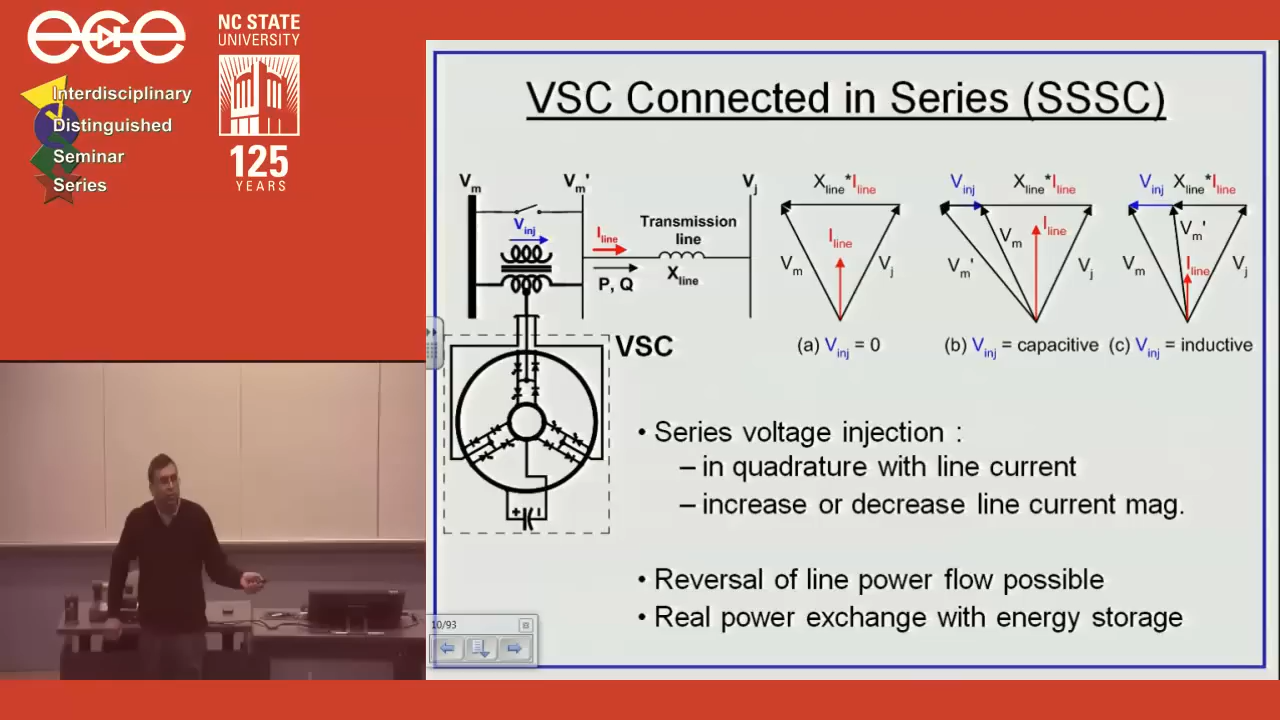 ece
NC STATE
UNIVERSITY
Interdisciplinary
Distinguished
Seminar
Series
125
YEARS
VSC Connected in Series (SSSC)
Vm
Vm'
Vj
Vinj
Iline
P, Q
Transmission
line
Xline
VSC
+ -
Xline*Iline
Iline
Vm
Vj
(a) Vinj = 0
Vinj
Xline*Iline
Vm
Iline
Vm'
Vj
(b) Vinj = capacitive
Vinj
Xline*Iline
Vm'
Vm
Iline
Vj
(c) Vinj = inductive
• Series voltage injection :
– in quadrature with line current
– increase or decrease line current mag.
• Reversal of line power flow possible
• Real power exchange with energy storage
10/93